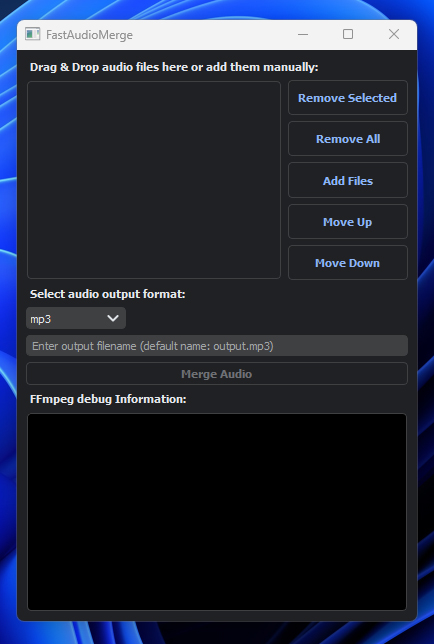 FastAudioMerge
Drag & Drop audio files here or add them manually:
Remove Selected
Remove All
Add Files
Move Up
Move Down
Select audio output format:
mp3
Enter output filename (default name: output.mp3)
Merge Audio
FFmpeg debug Information: